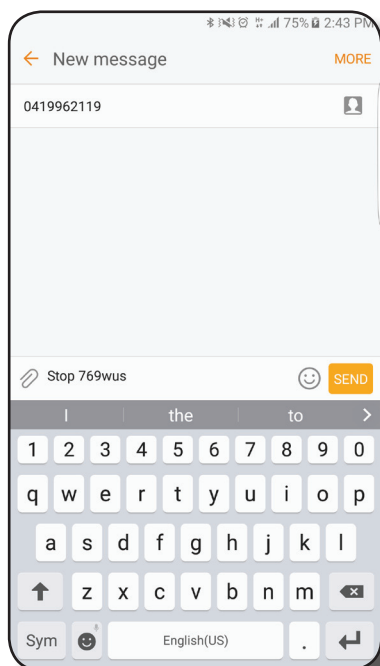 75% 2:43 PM
New message MORE
0419962119
Stop 769wus SEND
I the to
1 2 3 4 5 6 7 8 9 0
q w e r t y u i o p
a s d f g h j k l
z x c v b n m
Sym English(US) .